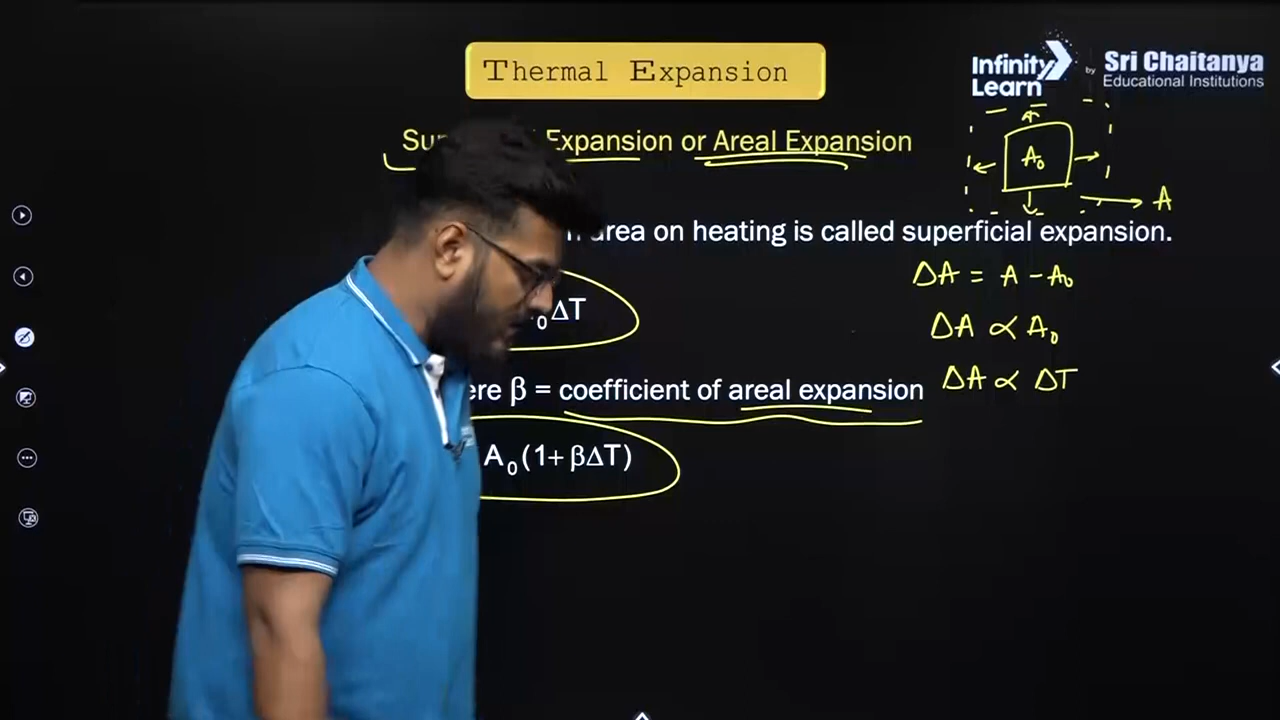 Thermal Expansion
Infinity Learn
by
Sri Chaitanya
Educational Institutions
Expansion or Areal Expansion
A₀
A
area on heating is called superficial expansion.
ΔA = A - A₀
₀ΔT
ΔA ∝ A₀
β = coefficient of areal expansion
ΔA ∝ ΔT
A₀(1+ βΔT)